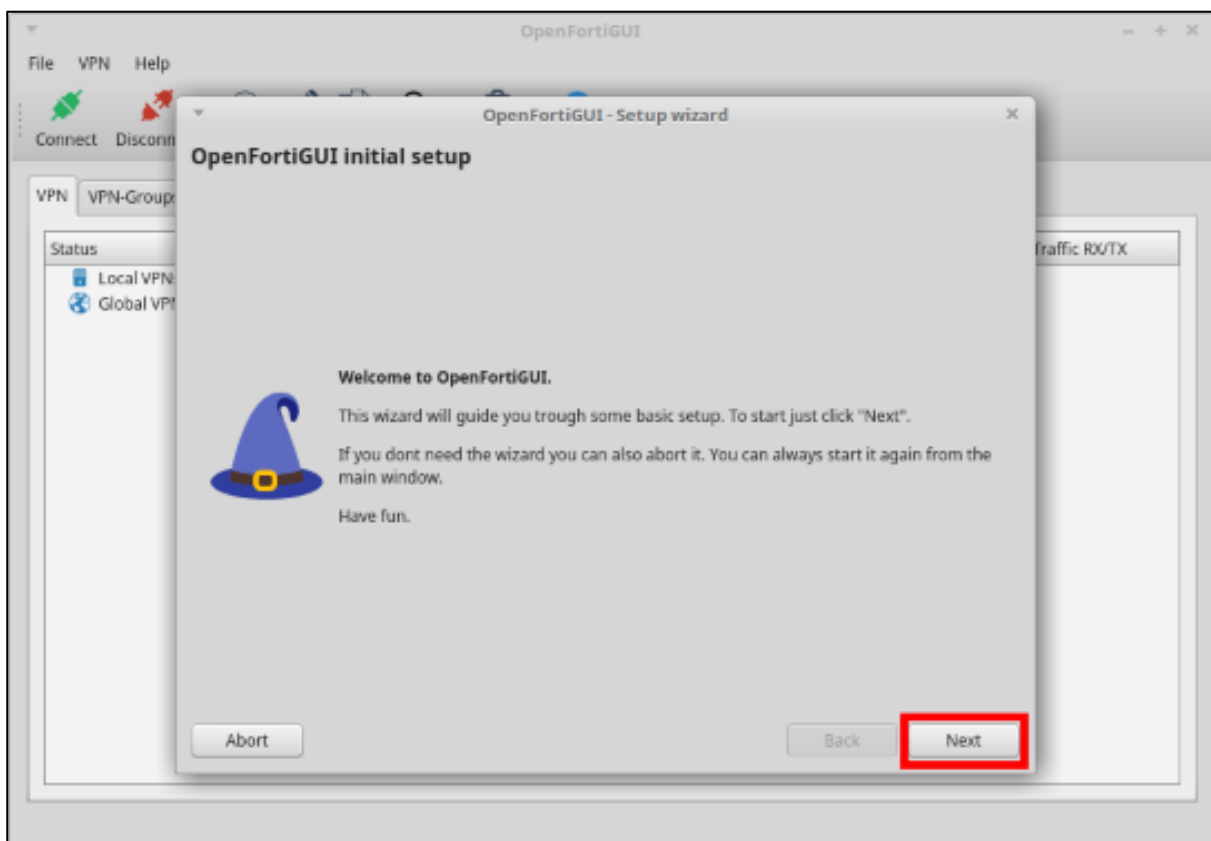 OpenFortiGUI
File VPN Help
Connect
OpenFortiGUI - Setup wizard
OpenFortiGUI initial setup
VPN
Status
Traffic RX/TX
Local
Global
Welcome to OpenFortiGUI.
This wizard will guide you trough some basic setup. To start just click "Next".
If you dont need the wizard you can also abort it. You can always start it again from the
main window.
Have fun.
Abort Back Next